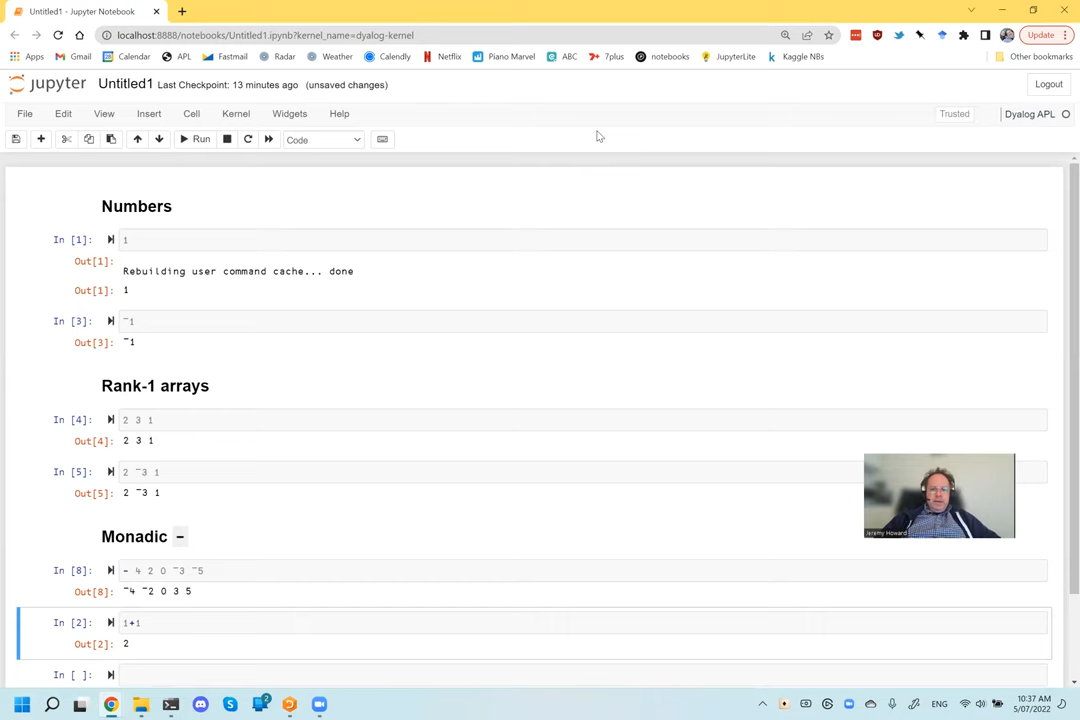 Untitled1 - Jupyter Notebook
localhost:8888/notebooks/Untitled1.ipynb?kernel_name=dyalog-kernel
Update
Apps Gmail Calendar APL Fastmail Radar Weather Calendly Netflix Piano Marvel ABC 7plus notebooks JupyterLite Kaggle NBs Other bookmarks
jupyter Untitled1 Last Checkpoint: 13 minutes ago (unsaved changes) Logout
File Edit View Insert Cell Kernel Widgets Help Trusted Dyalog APL
Run Code
Numbers
In [1]: 1
Out[1]:
Rebuilding user command cache... done
Out[1]: 1
In [3]: ¯1
Out[3]: ¯1
Rank-1 arrays
In [4]: 2 3 1
Out[4]: 2 3 1
In [5]: 2 ¯3 1
Out[5]: 2 ¯3 1
Jeremy Howard
Monadic -
In [8]: - 4 2 0 ¯3 ¯5
Out[8]: ¯4 ¯2 0 3 5
In [2]: 1+1
Out[2]: 2
In [ ]:
2
ENG
10:37 AM
5/07/2022